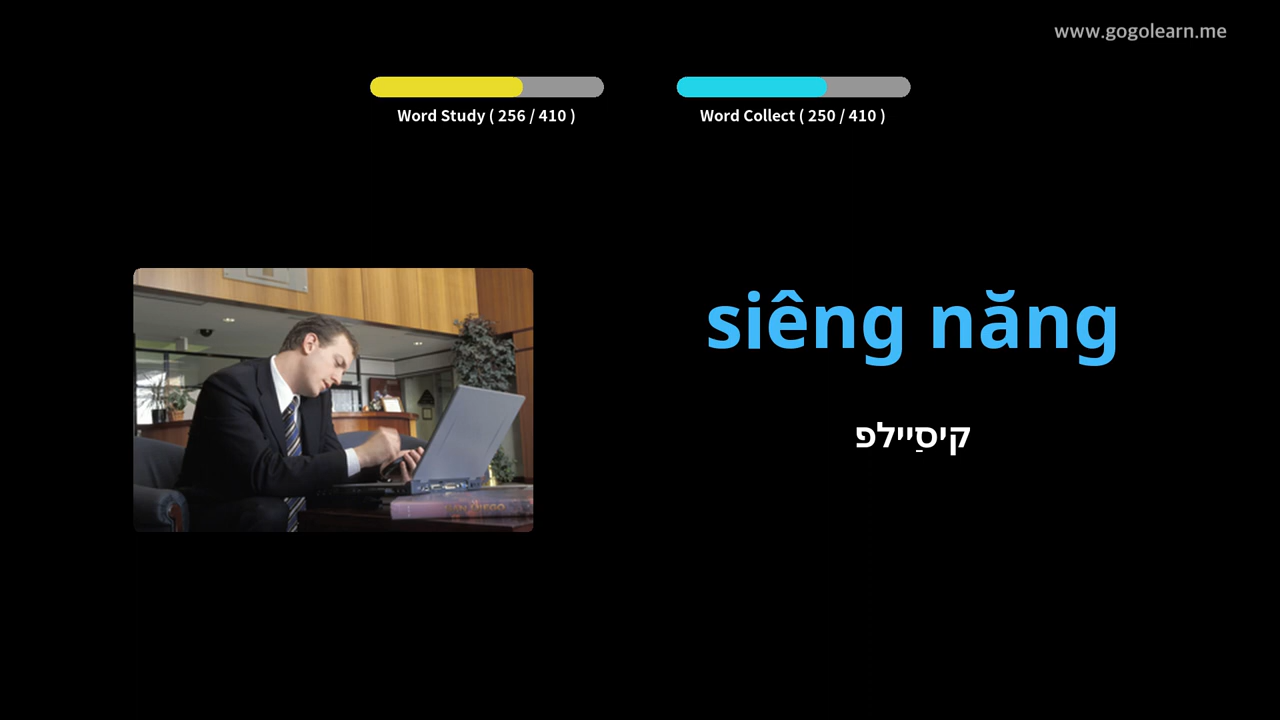 www.gogolearn.me
Word Study ( 256 / 410 )
Word Collect ( 250 / 410 )
siêng năng
קיסַיילפ